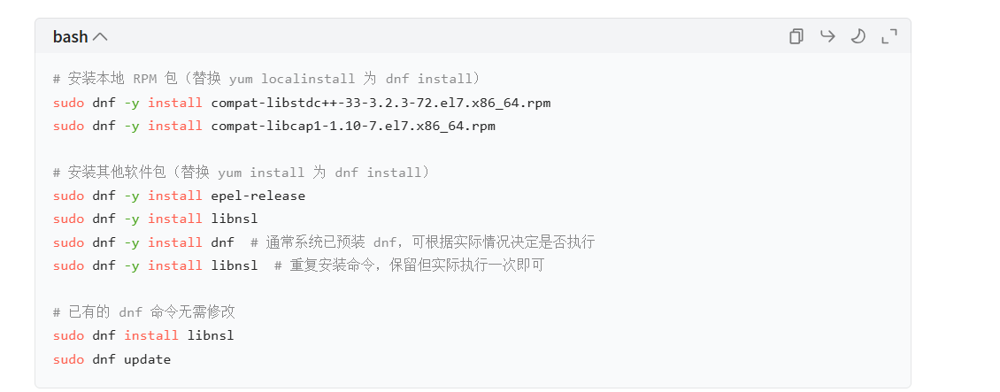 bash
# 安装本地 RPM 包（替换 yum localinstall 为 dnf install）
sudo dnf -y install compat-libstdc++-33-3.2.3-72.el7.x86_64.rpm
sudo dnf -y install compat-libcap1-1.10-7.el7.x86_64.rpm
# 安装其他软件包（替换 yum install 为 dnf install）
sudo dnf -y install epel-release
sudo dnf -y install libnsl
sudo dnf -y install dnf  # 通常系统已预装 dnf，可根据实际情况决定是否执行
sudo dnf -y install libnsl  # 重复安装命令，保留但实际执行一次即可
# 已有的 dnf 命令无需修改
sudo dnf install libnsl
sudo dnf update